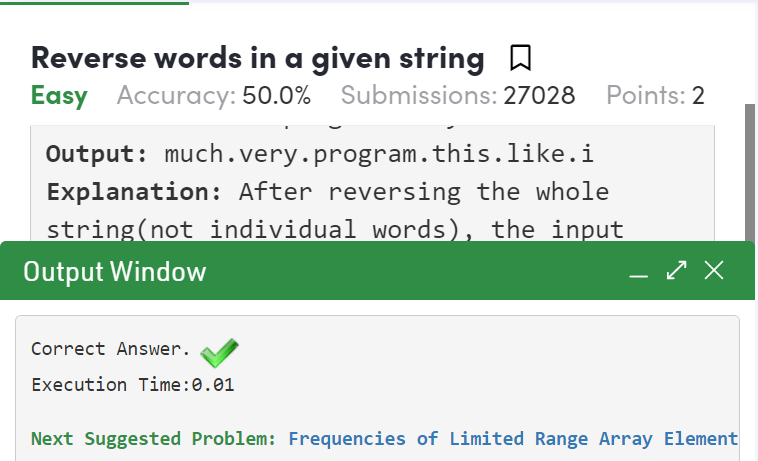 Reverse words in a given string
Easy Accuracy: 50.0% Submissions: 27028 Points: 2
Output: much.very.program.this.like.i
Explanation: After reversing the whole
string(not individual words), the input
Output Window
Correct Answer.
Execution Time:0.01
Next Suggested Problem: Frequencies of Limited Range Array Element